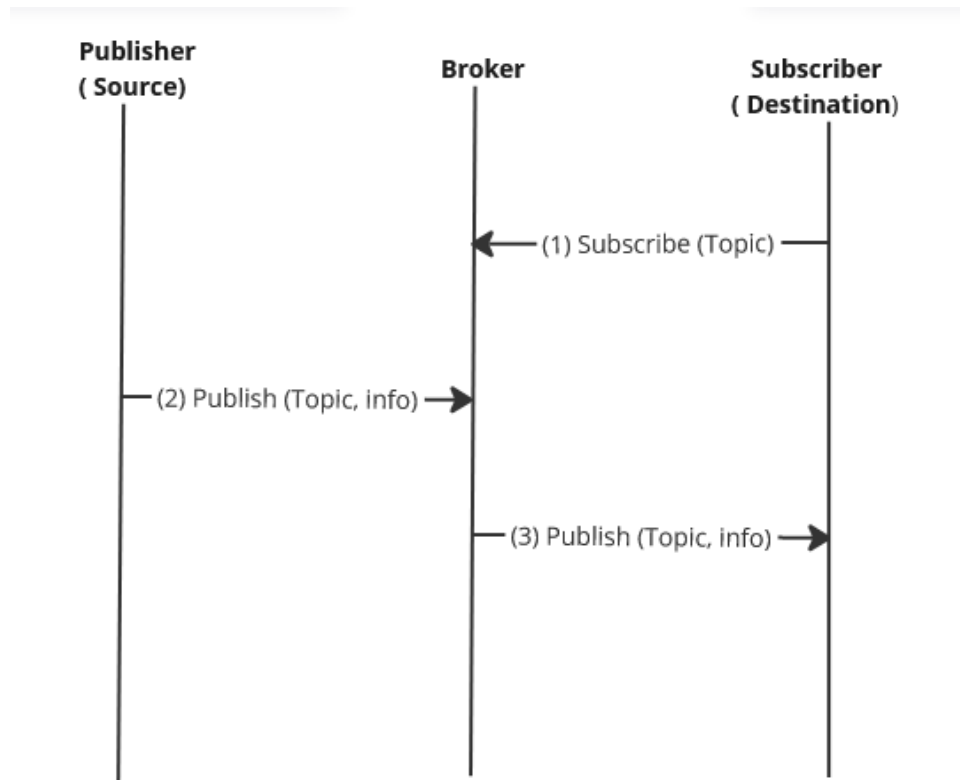 Publisher
( Source)
Broker
Subscriber
( Destination)
(1) Subscribe (Topic)
(2) Publish (Topic, info)
(3) Publish (Topic, info)